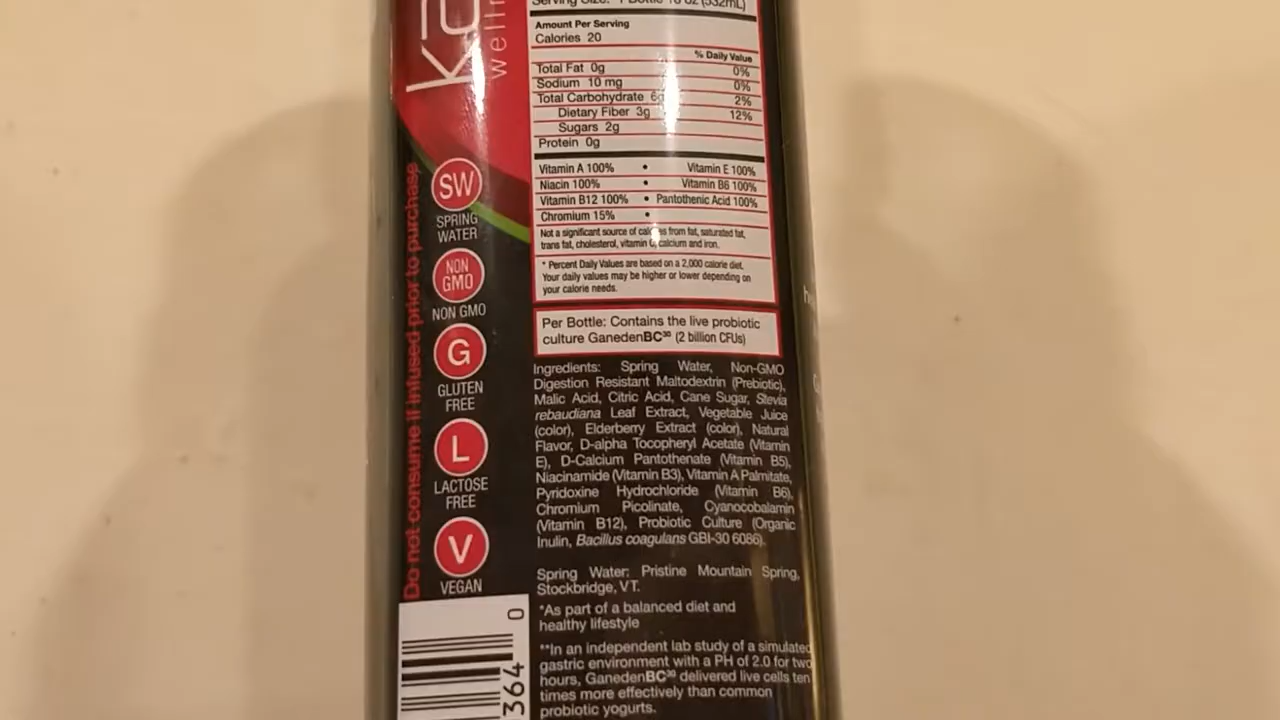 Serving Size: 1 Bottle 18 oz (532mL)
Amount Per Serving
Calories 20
% Daily Value
Total Fat 0g 0%
Sodium 10 mg 0%
Total Carbohydrate 6g 2%
Dietary Fiber 3g 12%
Sugars 2g
Protein 0g
Vitamin A 100% • Vitamin E 100%
Niacin 100% • Vitamin B6 100%
Vitamin B12 100% • Pantothenic Acid 100%
Chromium 15% •
Not a significant source of calories from fat, saturated fat,
trans fat, cholesterol, vitamin C, calcium and iron.
* Percent Daily Values are based on a 2,000 calorie diet.
Your daily values may be higher or lower depending on
your calorie needs.
Per Bottle: Contains the live probiotic
culture GanedenBC³⁰ (2 billion CFUs)
Ingredients: Spring Water, Non-GMO
Digestion Resistant Maltodextrin (Prebiotic),
Malic Acid, Citric Acid, Cane Sugar, Stevia
rebaudiana Leaf Extract, Vegetable Juice
(color), Elderberry Extract (color), Natural
Flavor, D-alpha Tocopheryl Acetate (Vitamin
E), D-Calcium Pantothenate (Vitamin B5),
Niacinamide (Vitamin B3), Vitamin A Palmitate,
Pyridoxine Hydrochloride (Vitamin B6),
Chromium Picolinate, Cyanocobalamin
(Vitamin B12), Probiotic Culture (Organic
Inulin, Bacillus coagulans GBI-30 6086).
Spring Water: Pristine Mountain Spring,
Stockbridge, VT.
*As part of a balanced diet and
healthy lifestyle
**In an independent lab study of a simulated
gastric environment with a PH of 2.0 for two
hours, GanedenBC³⁰ delivered live cells ten
times more effectively than common
probiotic yogurts.
SW
SPRING
WATER
NON
GMO
NON GMO
G
GLUTEN
FREE
L
LACTOSE
FREE
V
VEGAN
Do not consume if infused prior to purchase
364 0